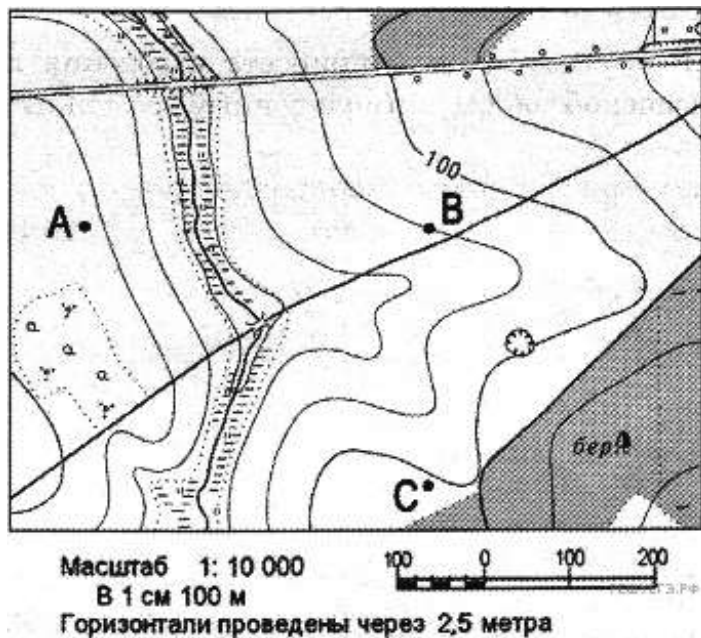 100
A
B
C
бер.
Масштаб 1: 10 000
В 1 см 100 м
Горизонтали проведены через 2,5 метра
100 0 100 200